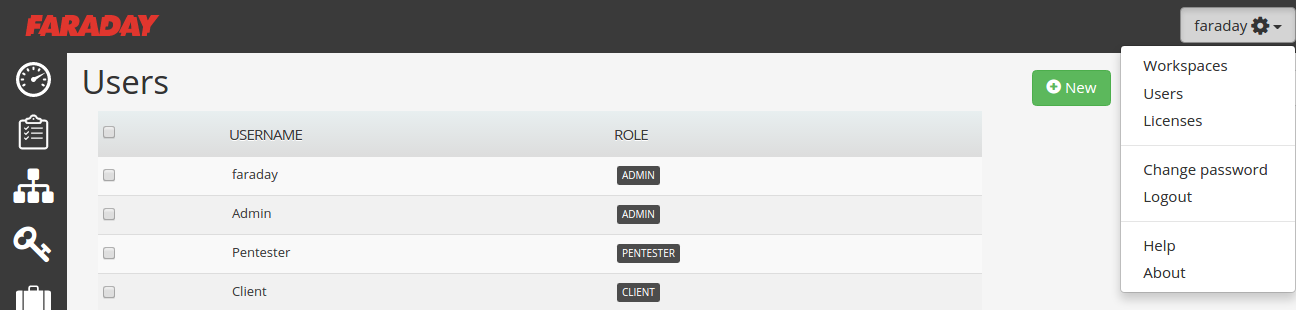 FARADAY
faraday
Users
New
Workspaces
Users
Licenses
Change password
Logout
Help
About
USERNAME ROLE
faraday ADMIN
Admin ADMIN
Pentester PENTESTER
Client CLIENT